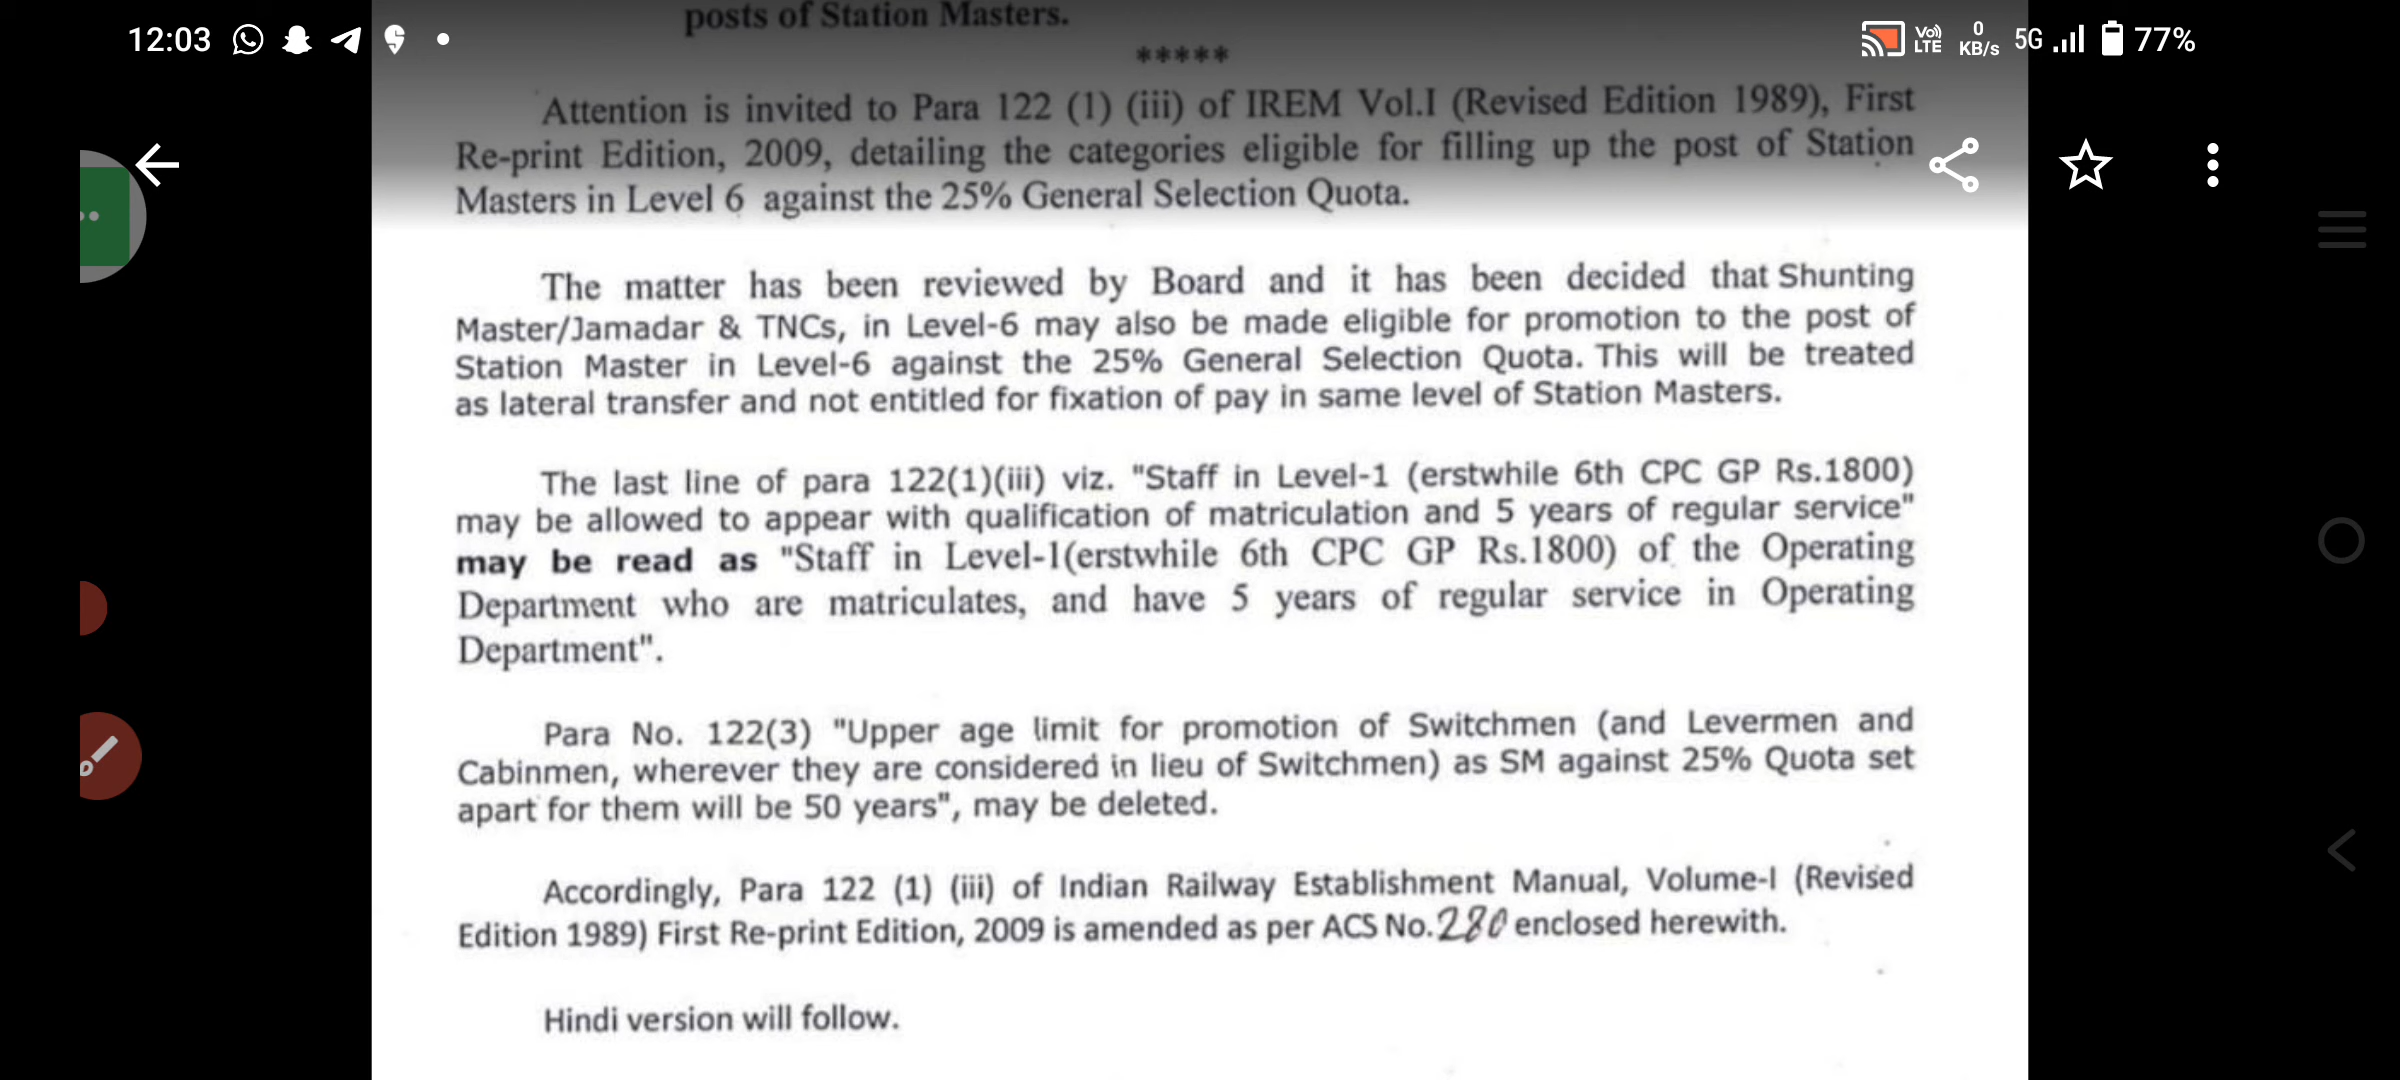 posts of Station Masters.
12:03
Vo) LTE
0 KB/s
5G
77%
*****
Attention is invited to Para 122 (1) (iii) of IREM Vol.I (Revised Edition 1989), First
Re-print Edition, 2009, detailing the categories eligible for filling up the post of Station
Masters in Level 6 against the 25% General Selection Quota.
The matter has been reviewed by Board and it has been decided that Shunting
Master/Jamadar & TNCs, in Level-6 may also be made eligible for promotion to the post of
Station Master in Level-6 against the 25% General Selection Quota. This will be treated
as lateral transfer and not entitled for fixation of pay in same level of Station Masters.
The last line of para 122(1)(iii) viz. "Staff in Level-1 (erstwhile 6th CPC GP Rs.1800)
may be allowed to appear with qualification of matriculation and 5 years of regular service"
may be read as "Staff in Level-1(erstwhile 6th CPC GP Rs.1800) of the Operating
Department who are matriculates, and have 5 years of regular service in Operating
Department".
Para No. 122(3) "Upper age limit for promotion of Switchmen (and Levermen and
Cabinmen, wherever they are considered in lieu of Switchmen) as SM against 25% Quota set
apart for them will be 50 years", may be deleted.
Accordingly, Para 122 (1) (iii) of Indian Railway Establishment Manual, Volume-I (Revised
Edition 1989) First Re-print Edition, 2009 is amended as per ACS No.280 enclosed herewith.
Hindi version will follow.